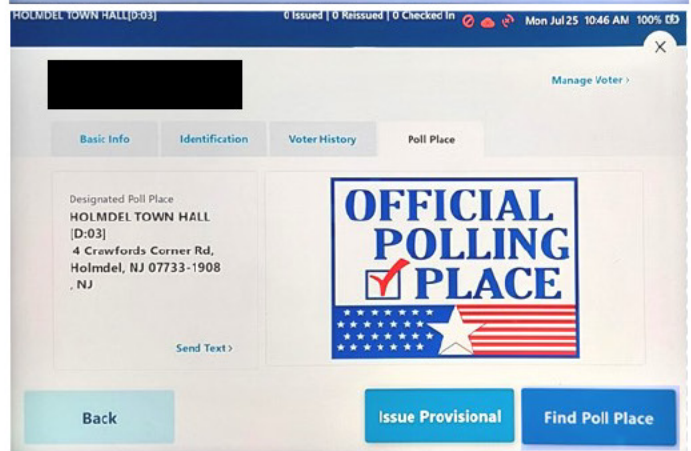 HOLMDEL TOWN HALL[D:03]
0 Issued | 0 Reissued | 0 Checked In
Mon Jul 25 10:46 AM 100%
Manage Voter >
Basic Info
Identification
Voter History
Poll Place
Designated Poll Place
HOLMDEL TOWN HALL
[D:03]
4 Crawfords Corner Rd,
Holmdel, NJ 07733-1908
, NJ
Send Text >
OFFICIAL
POLLING
PLACE
Back
Issue Provisional
Find Poll Place